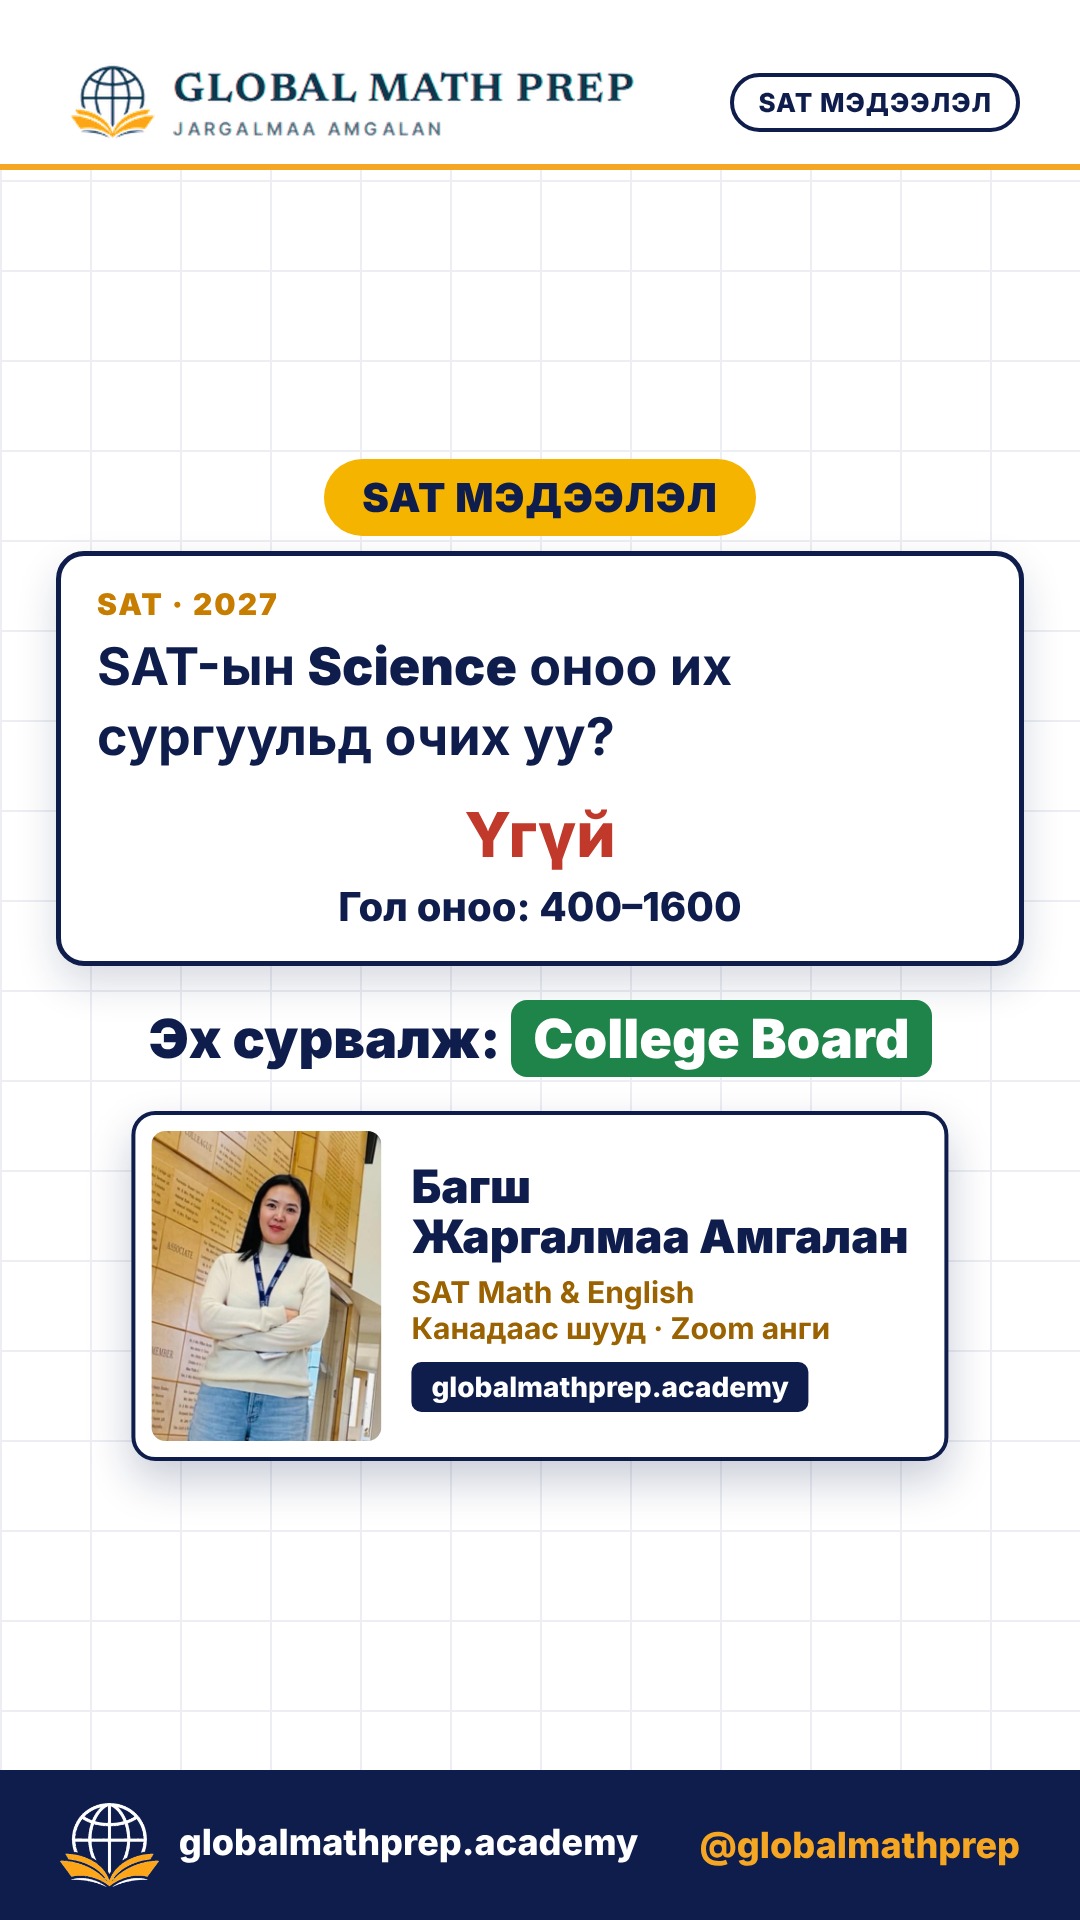 GLOBAL MATH PREP
JARGALMAA AMGALAN
SAT МЭДЭЭЛЭЛ
SAT МЭДЭЭЛЭЛ
SAT · 2027
SAT-ын Science оноо их
сургуульд очих уу?
Үгүй
Гол оноо: 400–1600
Эх сурвалж: College Board
ASSOCIATE
Багш
Жаргалмаа Амгалан
SAT Math & English
Канадаас шууд · Zoom анги
globalmathprep.academy
globalmathprep.academy
@globalmathprep